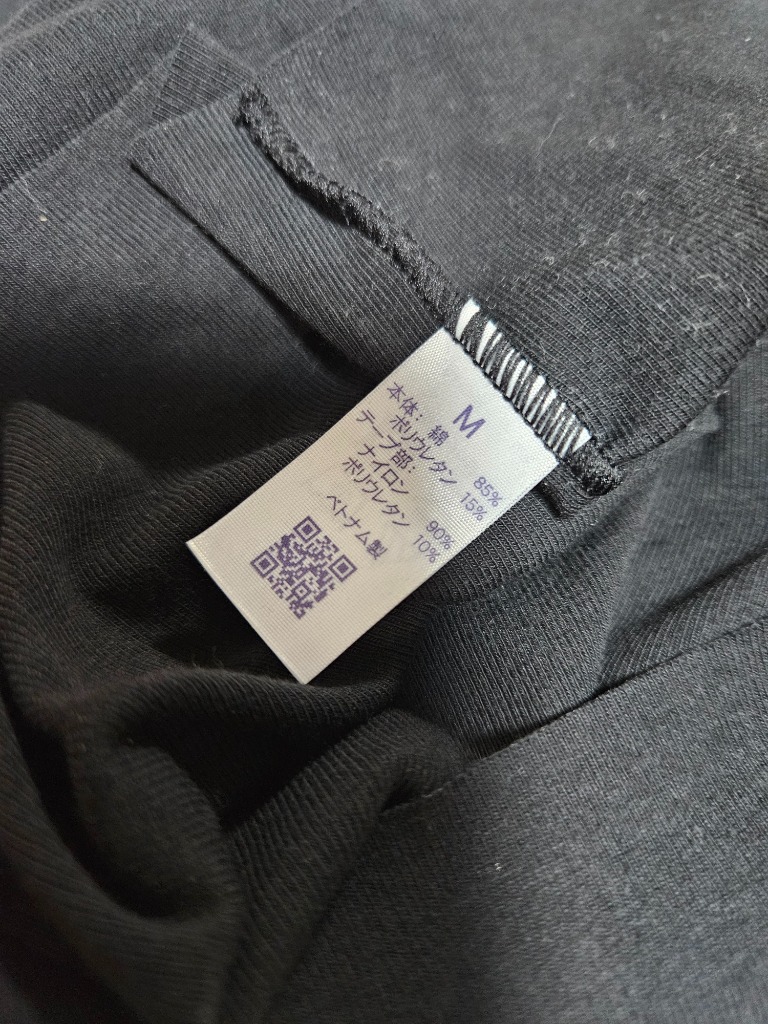 M
本体: 綿 85%
ポリウレタン 15%
テープ部:
ナイロン 90%
ポリウレタン 10%
ベトナム製